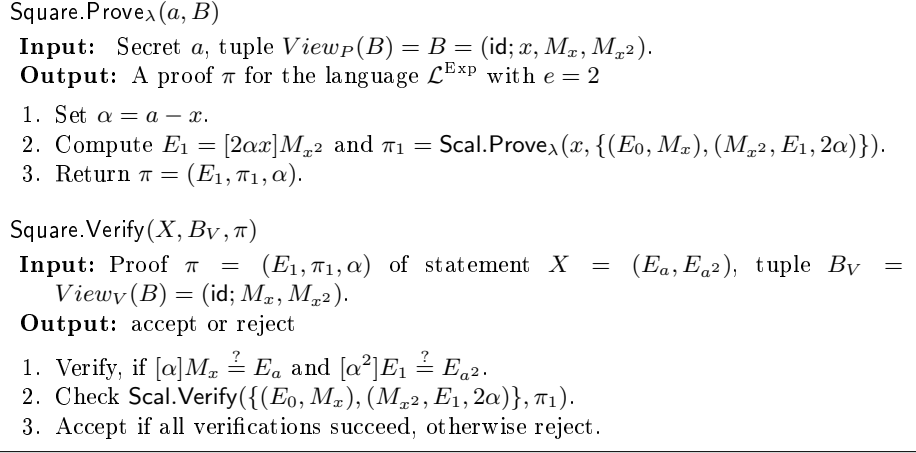 Square.Prove_λ(a, B)
Input: Secret a, tuple View_P(B) = B = (id; x, M_x, M_{x^2}).
Output: A proof π for the language 𝓛^Exp with e = 2
1. Set α = a − x.
2. Compute E_1 = [2αx]M_{x^2} and π_1 = Scal.Prove_λ(x, {(E_0, M_x), (M_{x^2}, E_1, 2α)}).
3. Return π = (E_1, π_1, α).
Square.Verify(X, B_V, π)
Input: Proof π = (E_1, π_1, α) of statement X = (E_a, E_{a^2}), tuple B_V =
View_V(B) = (id; M_x, M_{x^2}).
Output: accept or reject
1. Verify, if [α]M_x ≟ E_a and [α^2]E_1 ≟ E_{a^2}.
2. Check Scal.Verify({(E_0, M_x), (M_{x^2}, E_1, 2α)}, π_1).
3. Accept if all verifications succeed, otherwise reject.